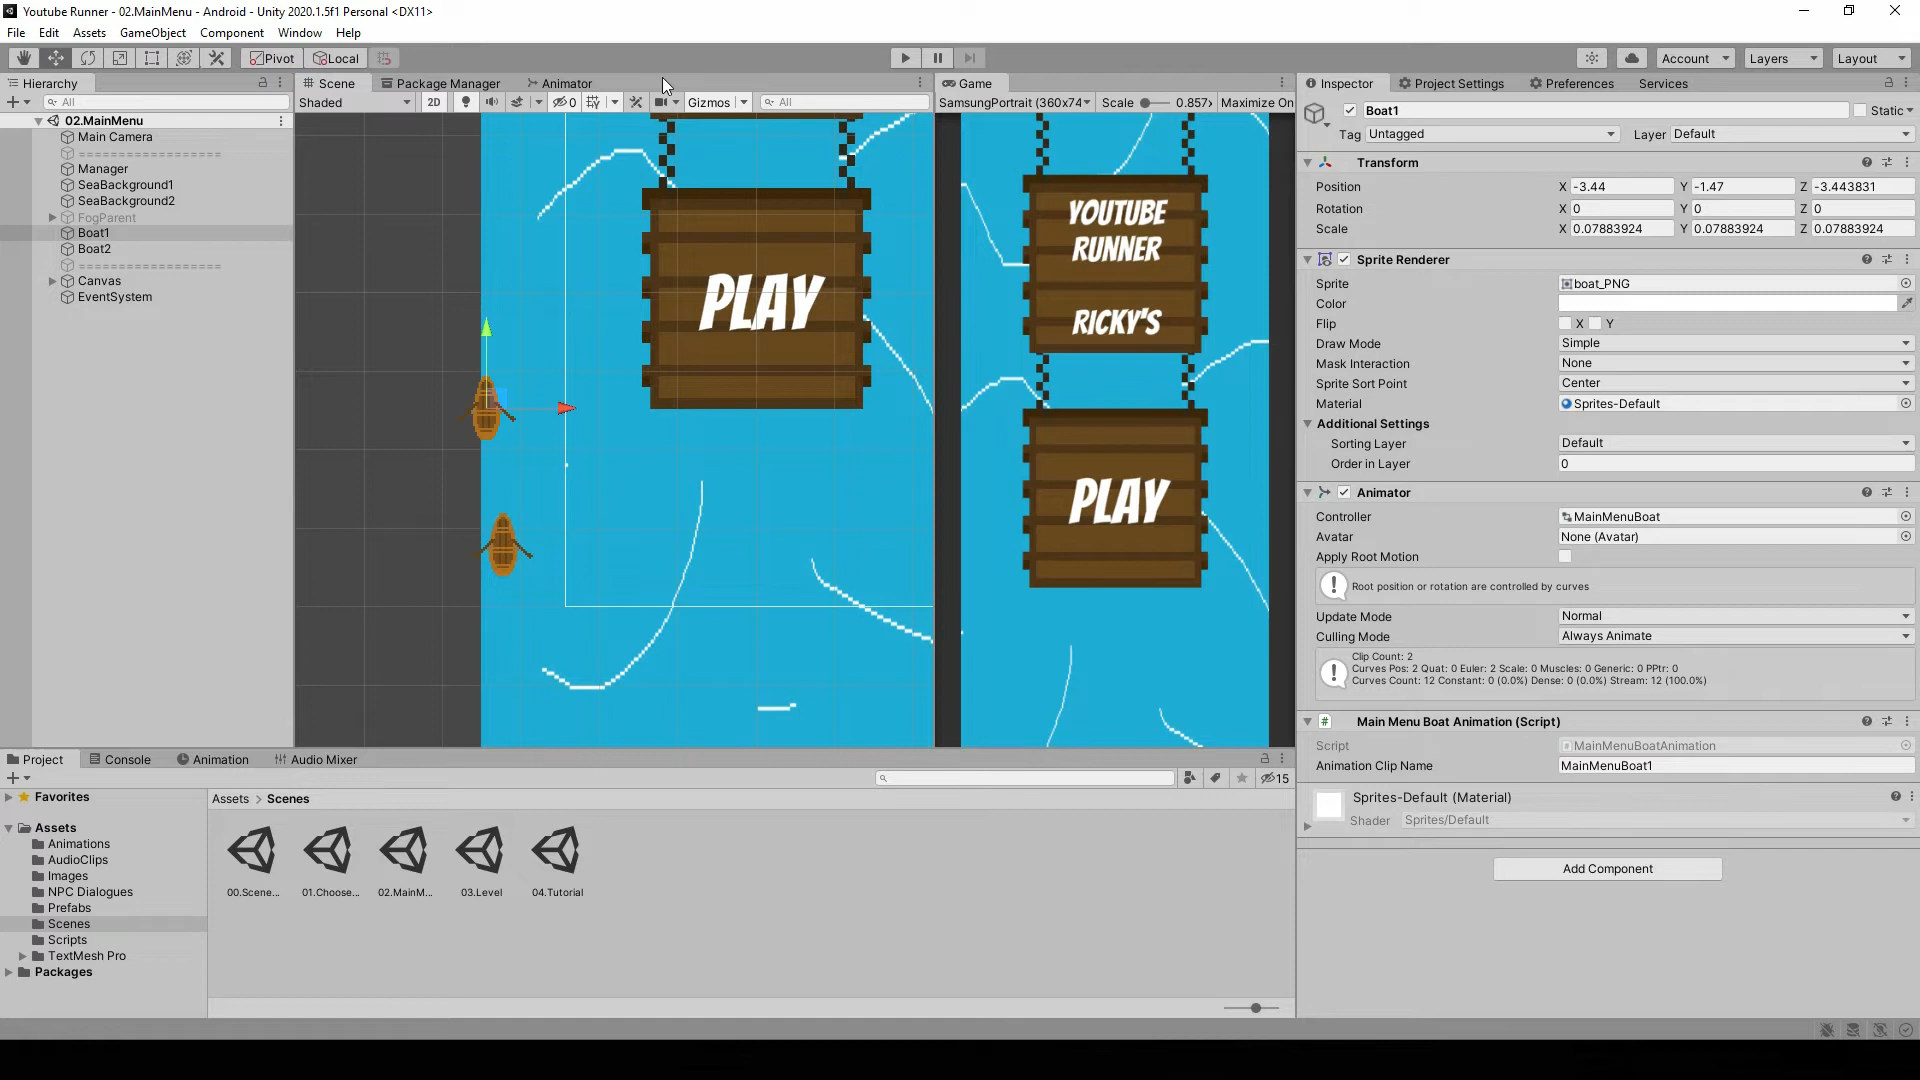 Youtube Runner - 02.MainMenu - Android - Unity 2020.1.5f1 Personal <DX11>
File Edit Assets GameObject Component Window Help
Pivot Local Account Layers Layout
Hierarchy Scene Package Manager Animator Game Inspector Project Settings Preferences Services
All Shaded 2D 0 Gizmos All SamsungPortrait (360x74 Scale 0.857x Maximize On
02.MainMenu
Main Camera
====================
Manager
SeaBackground1
SeaBackground2
FogParent
Boat1
Boat2
====================
Canvas
EventSystem
PLAY
YOUTUBE
RUNNER
RICKY'S
PLAY
Boat1 Static
Tag Untagged Layer Default
Transform
Position X -3.44 Y -1.47 Z -3.443831
Rotation X 0 Y 0 Z 0
Scale X 0.07883924 Y 0.07883924 Z 0.07883924
Sprite Renderer
Sprite boat_PNG
Color
Flip X Y
Draw Mode Simple
Mask Interaction None
Sprite Sort Point Center
Material Sprites-Default
Additional Settings
Sorting Layer Default
Order in Layer 0
Animator
Controller MainMenuBoat
Avatar None (Avatar)
Apply Root Motion
Root position or rotation are controlled by curves
Update Mode Normal
Culling Mode Always Animate
Clip Count: 2
Curves Pos: 2 Quat: 0 Euler: 2 Scale: 0 Muscles: 0 Generic: 0 PPtr: 0
Curves Count: 12 Constant: 0 (0.0%) Dense: 0 (0.0%) Stream: 12 (100.0%)
Main Menu Boat Animation (Script)
Script MainMenuBoatAnimation
Animation Clip Name MainMenuBoat1
Sprites-Default (Material)
Shader Sprites/Default
Add Component
Project Console Animation Audio Mixer
15
Favorites
Assets
Animations
AudioClips
Images
NPC Dialogues
Prefabs
Scenes
Scripts
TextMesh Pro
Packages
Assets > Scenes
00.Scene... 01.Choose... 02.MainM... 03.Level 04.Tutorial